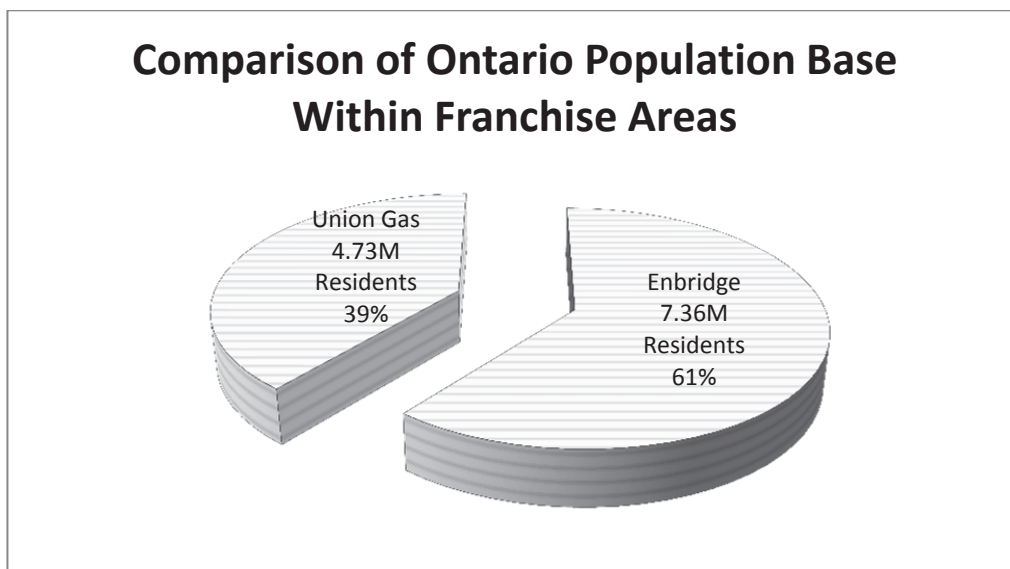 Comparison of Ontario Population Base
Within Franchise Areas
Union Gas
4.73M
Residents
39%
Enbridge
7.36M
Residents
61%